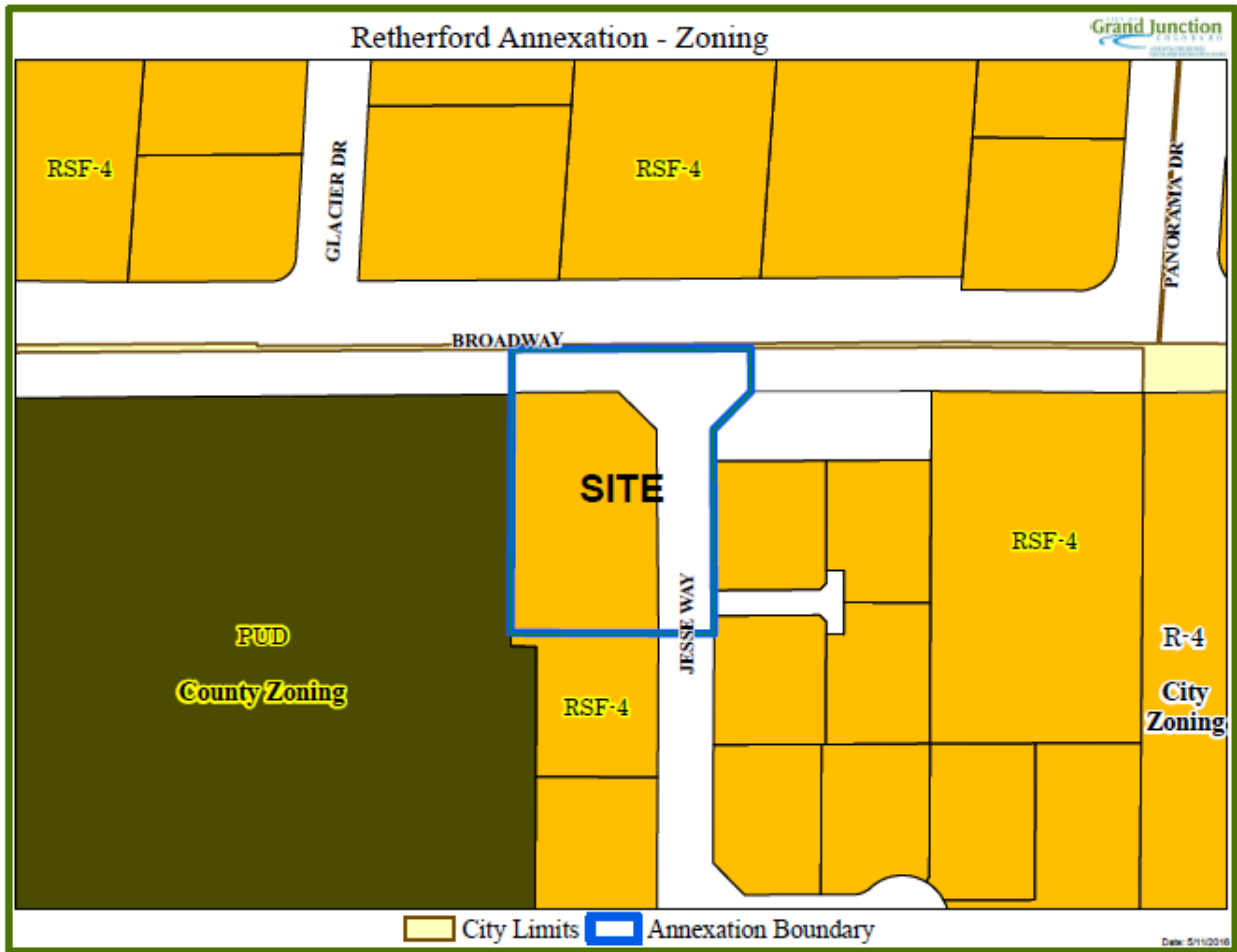 Retherford Annexation - Zoning
Grand Junction
COLORADO
RSF-4
RSF-4
GLACIER DR
PANORAMA DR
BROADWAY
SITE
RSF-4
JESSE WAY
PUD
R-4
County Zoning
City
Zoning
RSF-4
City Limits
Annexation Boundary